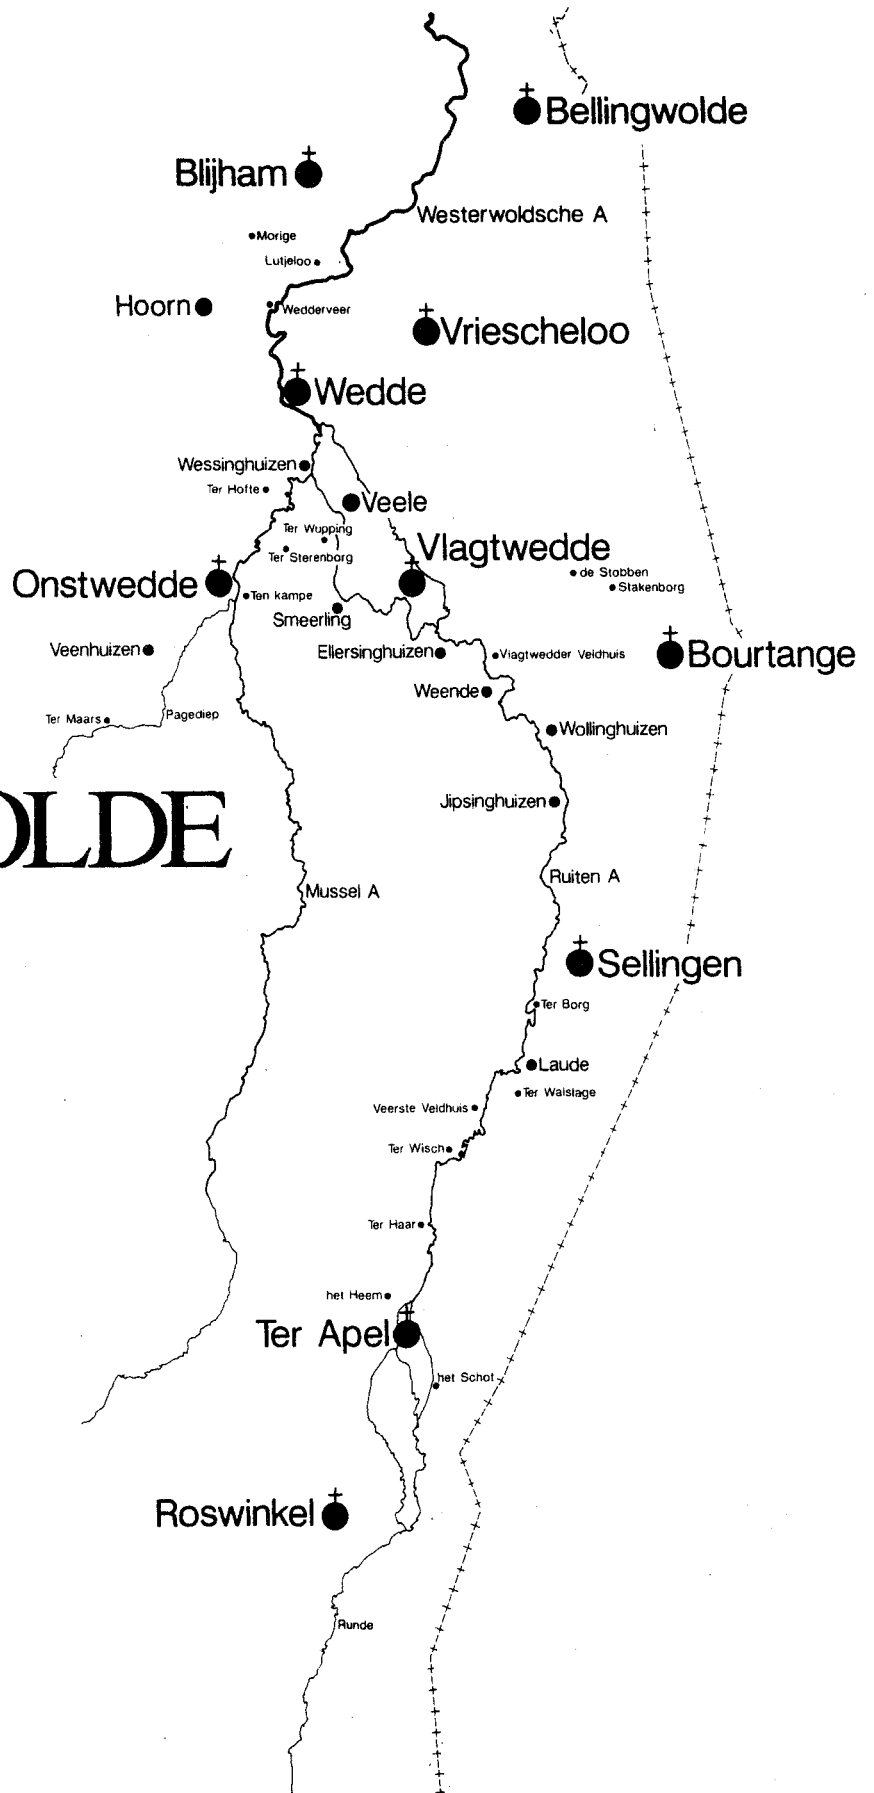 Bellingwolde
Blijham
Westerwoldsche A
Morige
Lutjeloo
Hoorn
Wedderveer
Vriescheloo
Wedde
Wessinghuizen
Ter Hofte
Veele
Ter Wupping
Vlagtwedde
Ter Sterenborg
de Stobben
Onstwedde
Stakenborg
Ten kampe
Smeerling
Veenhuizen
Ellersinghuizen
Vlagtwedder Veldhuis
Bourtange
Weende
Ter Maars
Pagediep
Wollinghuizen
Jipsinghuizen
OLDE
Ruiten A
Mussel A
Sellingen
Ter Borg
Laude
Ter Walslage
Veerste Veldhuis
Ter Wisch
Ter Haar
het Heem
Ter Apel
het Schot
Roswinkel
Runde